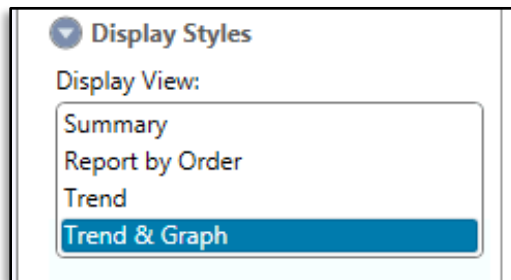 Display Styles
Display View:
Summary
Report by Order
Trend
Trend & Graph